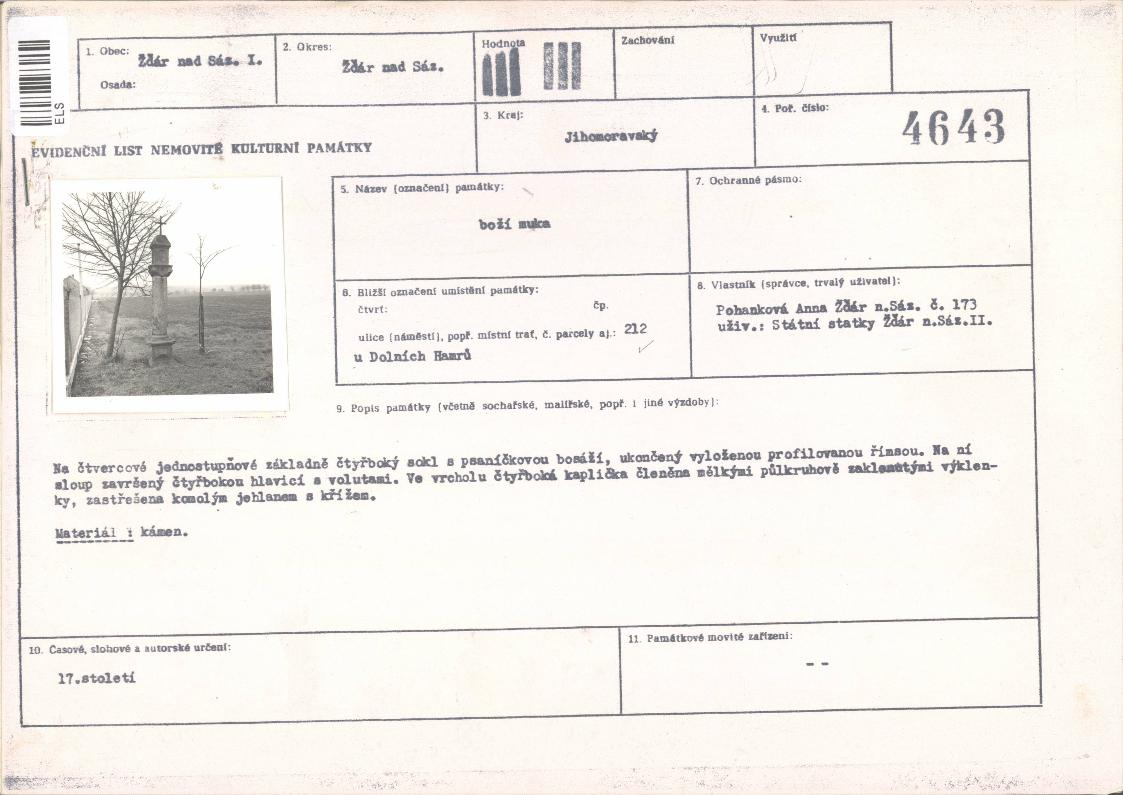 ELS
1. Obec: Žďár nad Sáz. I.
Osada:
2. Okres:
Žďár nad Sáz.
Hodnota
Zachování
Využití
EVIDENČNÍ LIST NEMOVITÉ KULTURNÍ PAMÁTKY
3. Kraj:
Jihomoravský
4. Poř. číslo:
4643
5. Název (označení) památky:
boží muka
7. Ochranné pásmo:
6. Bližší označení umístění památky:
čtvrť: čp.
ulice (náměstí), popř. místní trať, č. parcely aj.: 212
u Dolních Hamrů
8. Vlastník (správce, trvalý uživatel):
Pohanková Anna Žďár n.Sáz. č. 173
uživ.: Státní statky Žďár n.Sáz.II.
9. Popis památky (včetně sochařské, malířské, popř. i jiné výzdoby):
Na čtvercové jednostupňové základně čtyřboký sokl s psaníčkovou bosáží, ukončený vyloženou profilovanou římsou. Na ní
sloup završený čtyřbokou hlavicí s volutami. Ve vrcholu čtyřboká kaplička členěna mělkými půlkruhově zaklenutými výklen-
ky, zastřešena komolým jehlanem s křížem.
Materiál : kámen.
10. Časové, slohové a autorské určení:
17.století
11. Památkové movité zařízení:
- -